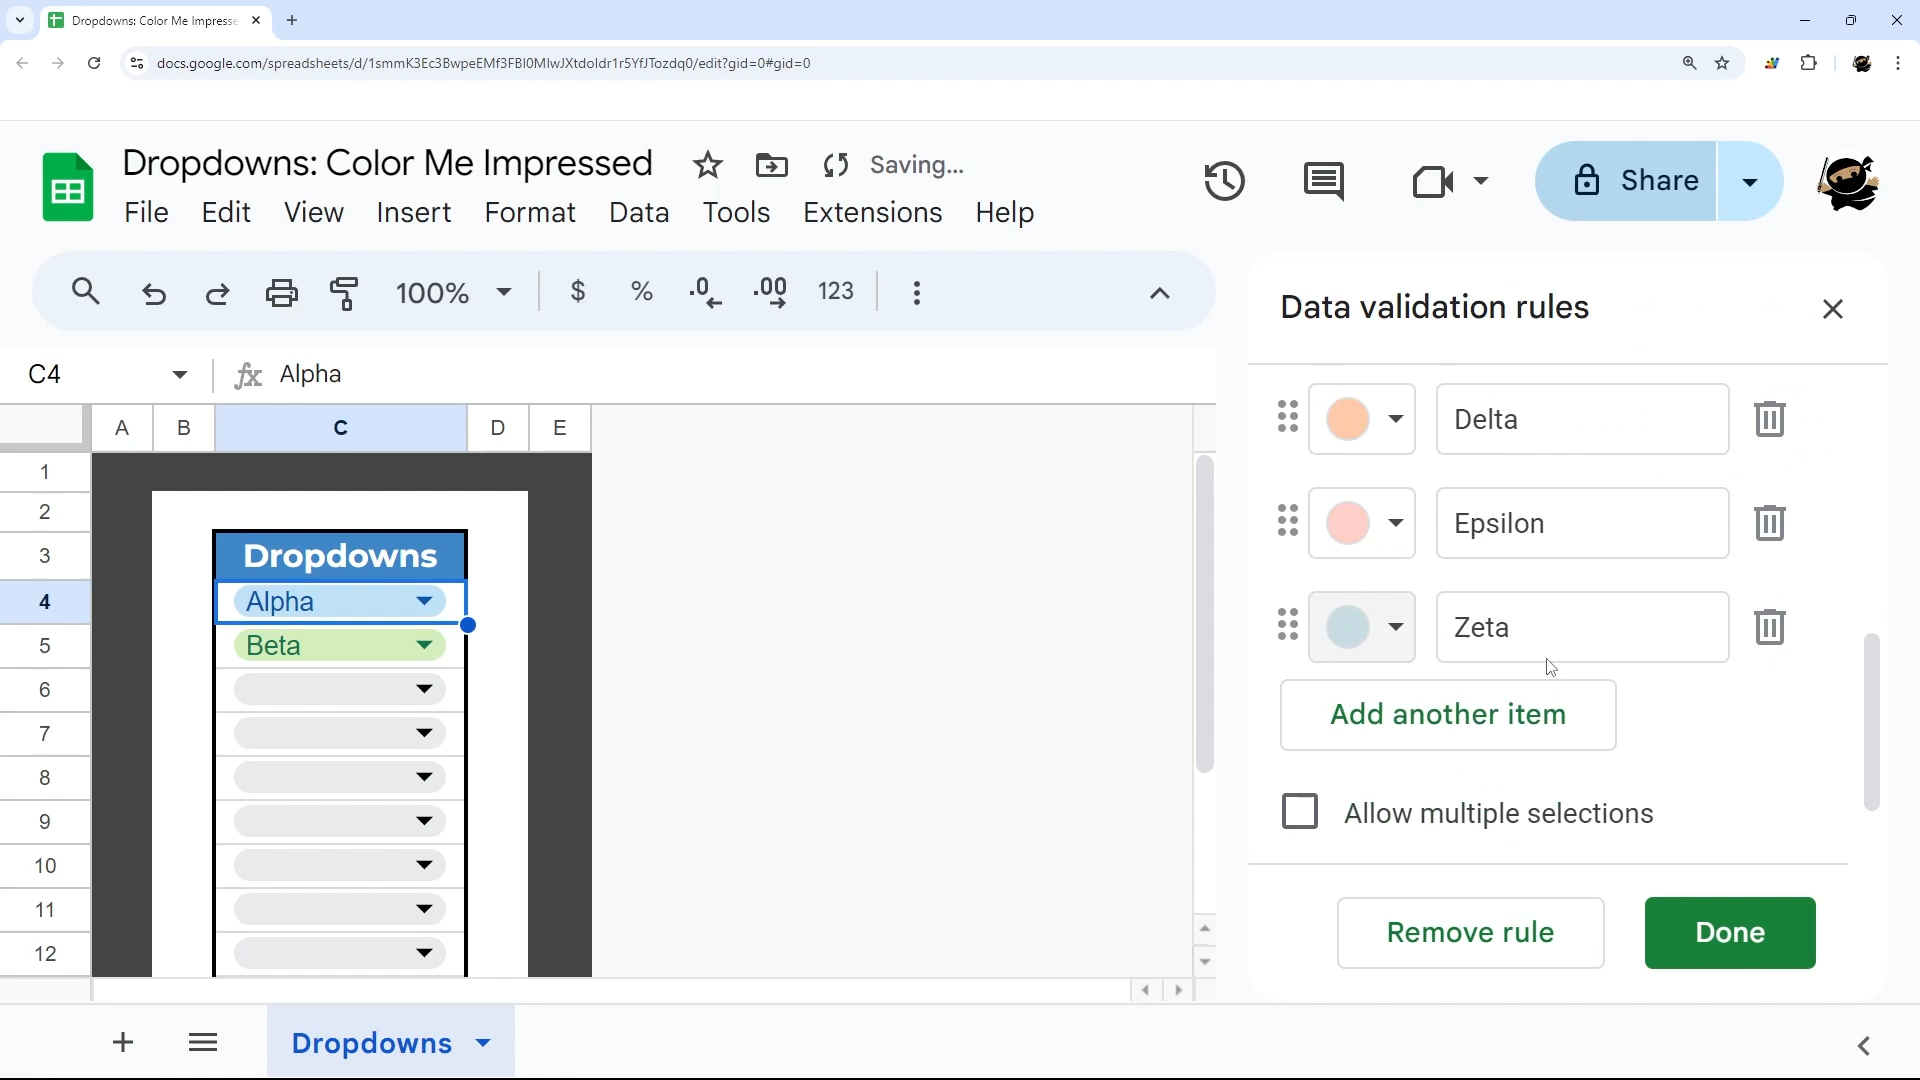 Dropdowns: Color Me Impresse
docs.google.com/spreadsheets/d/1smmK3Ec3BwpeEMf3FBI0MIwJXtdoldr1r5YfJTozdq0/edit?gid=0#gid=0
Dropdowns: Color Me Impressed Saving...
Share
File Edit View Insert Format Data Tools Extensions Help
100% $ % .0 .00 123
Data validation rules
C4 fx Alpha
A B C D E
1
2
3 Dropdowns
4 Alpha
5 Beta
6
7
8
9
10
11
12
Delta
Epsilon
Zeta
Add another item
Allow multiple selections
Remove rule Done
Dropdowns